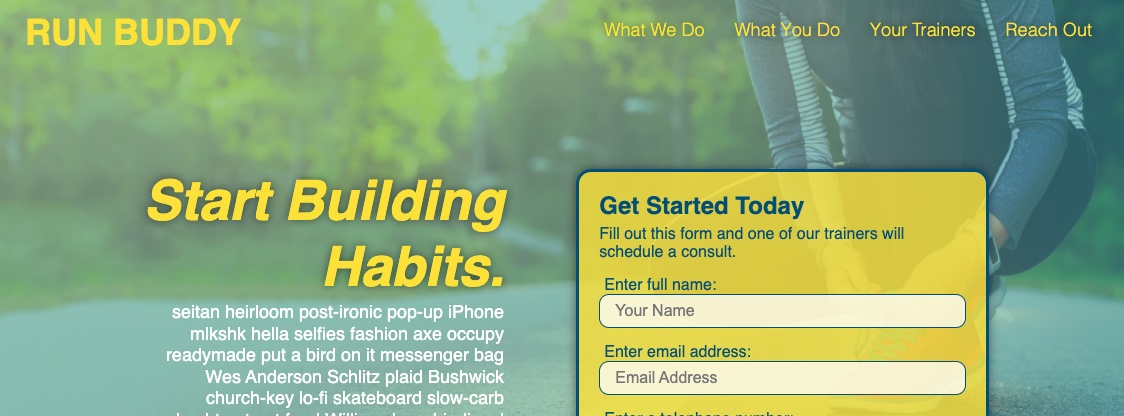 RUN BUDDY
What We Do
What You Do
Your Trainers
Reach Out
Start Building
Habits.
seitan heirloom post-ironic pop-up iPhone
mlkshk hella selfies fashion axe occupy
readymade put a bird on it messenger bag
Wes Anderson Schlitz plaid Bushwick
church-key lo-fi skateboard slow-carb
Get Started Today
Fill out this form and one of our trainers will
schedule a consult.
Enter full name:
Your Name
Enter email address:
Email Address
Enter a telephone number: